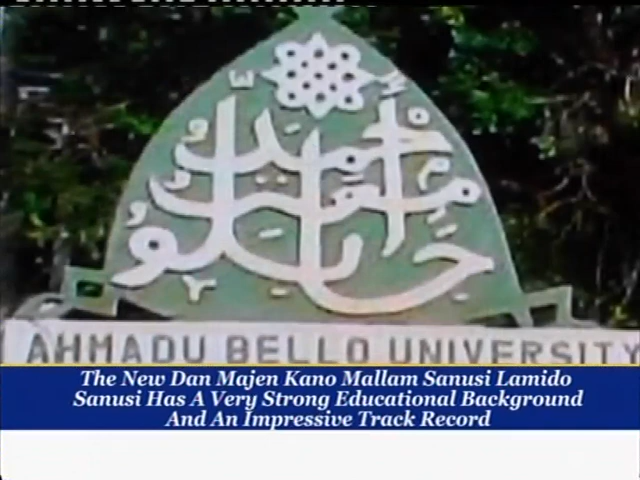 AHMADU BELLO UNIVERSITY
The New Dan Majen Kano Mallam Sanusi Lamido
Sanusi Has A Very Strong Educational Background
And An Impressive Track Record